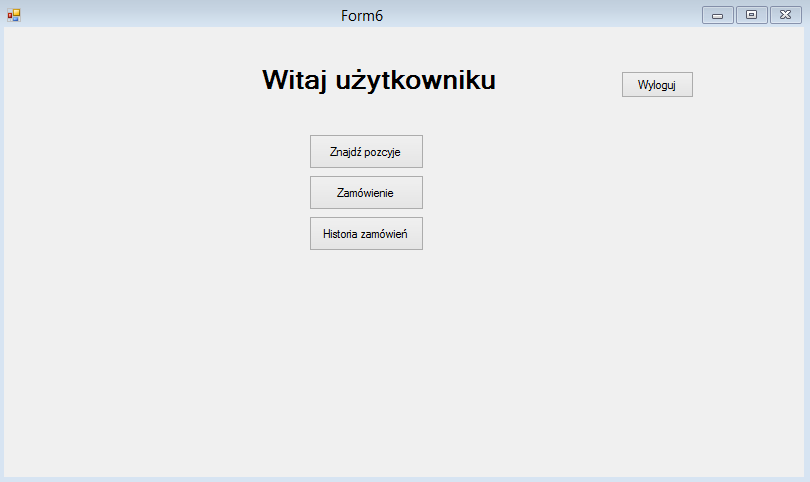 Form6
Witaj użytkowniku
Wyloguj
Znajdź pozcyje
Zamówienie
Historia zamówień